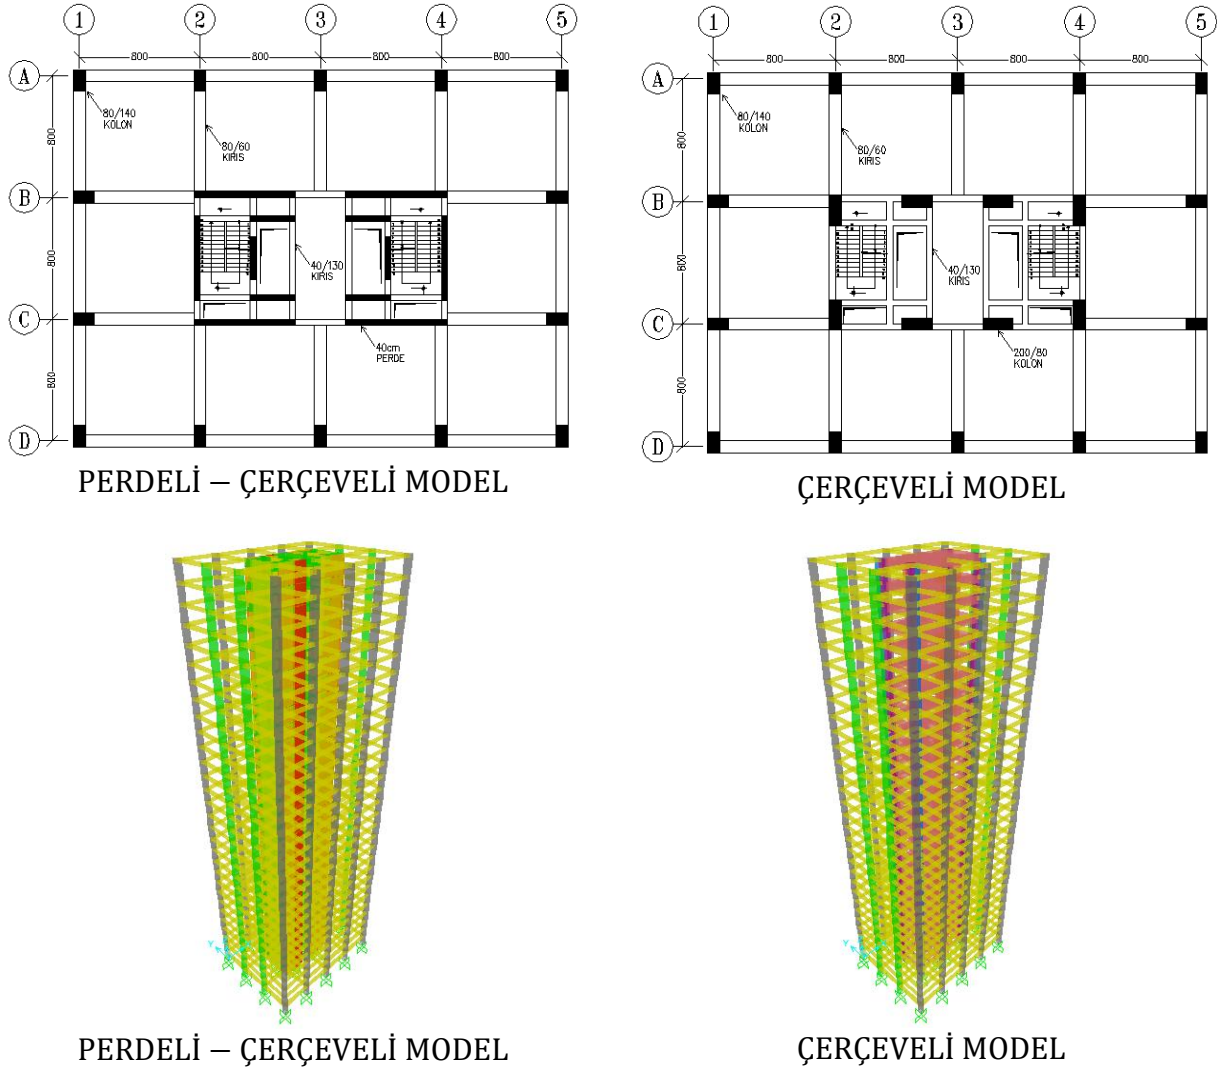 1 2 3 4 5
800 800 800 800
A
80/140
KOLON
800
80/60
KIRIS
B
800
40/130
KIRIS
C
40cm
PERDE
800
D
PERDELİ – ÇERÇEVELİ MODEL
1 2 3 4 5
800 800 800 800
A
80/140
KOLON
800
80/60
KIRIS
B
800
40/130
KIRIS
C
200/80
KOLON
800
D
ÇERÇEVELİ MODEL
PERDELİ – ÇERÇEVELİ MODEL
ÇERÇEVELİ MODEL